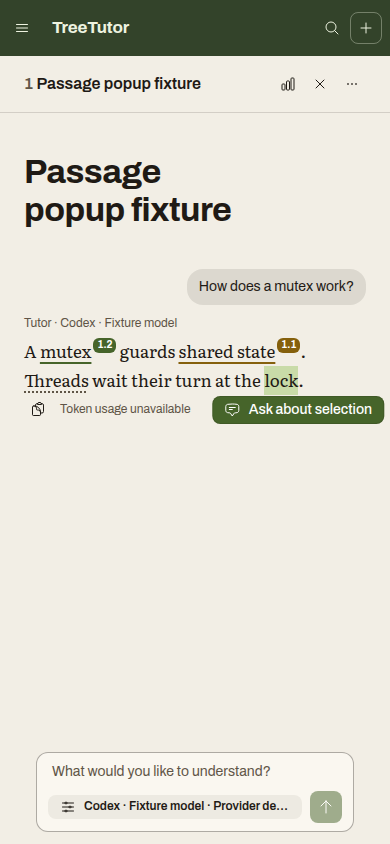 TreeTutor
1 Passage popup fixture
Passage
popup fixture
How does a mutex work?
Tutor · Codex · Fixture model
A mutex 1.2 guards shared state 1.1.
Threads wait their turn at the lock.
Token usage unavailable
Ask about selection
What would you like to understand?
Codex · Fixture model · Provider de…